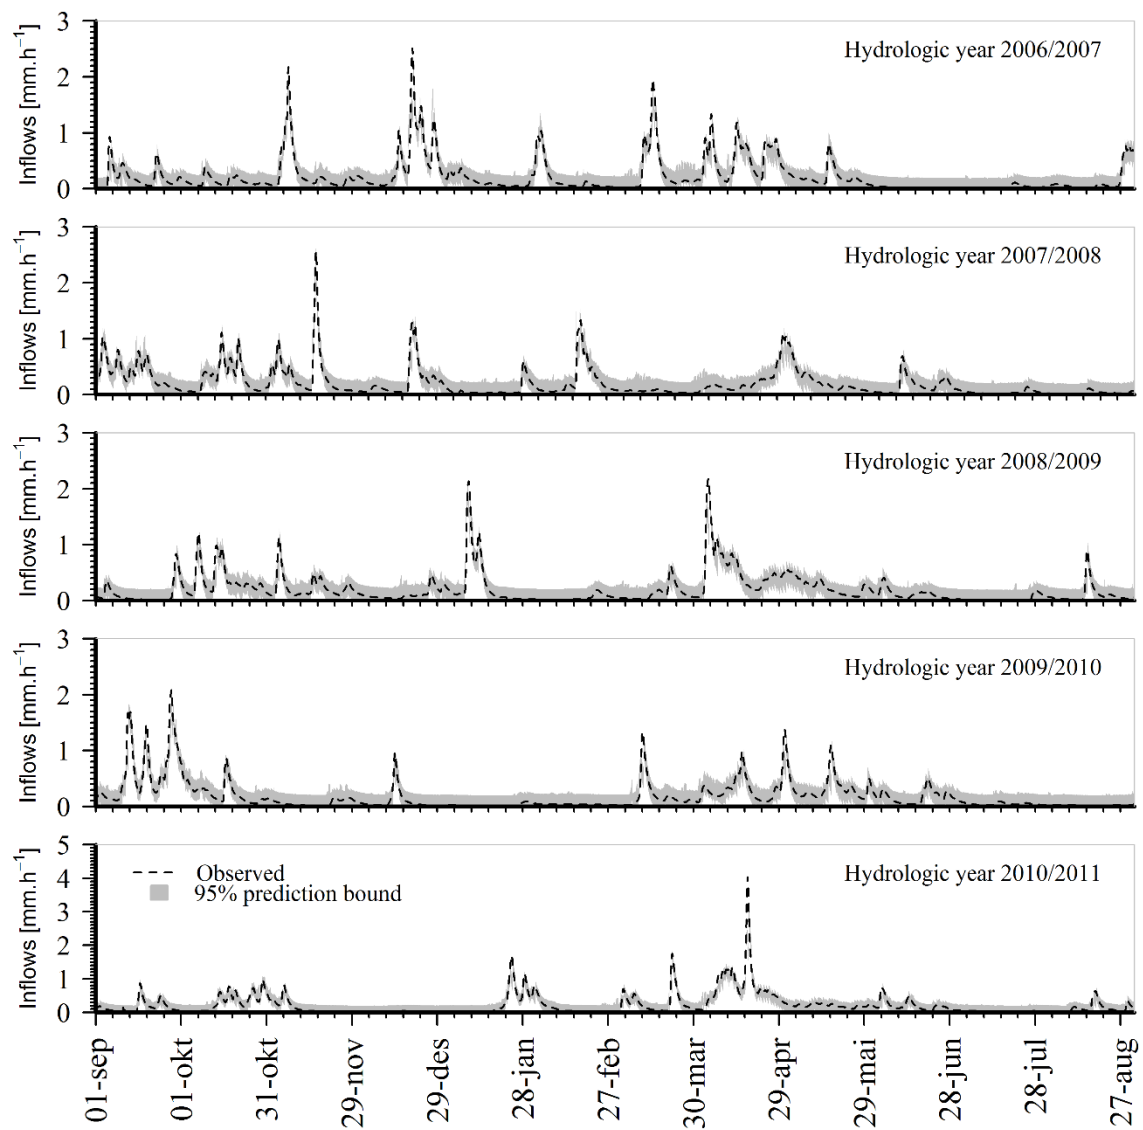 Inflows [mm.h⁻¹]
3
2
1
0
Hydrologic year 2006/2007
Inflows [mm.h⁻¹]
3
2
1
0
Hydrologic year 2007/2008
Inflows [mm.h⁻¹]
3
2
1
0
Hydrologic year 2008/2009
Inflows [mm.h⁻¹]
3
2
1
0
Hydrologic year 2009/2010
Inflows [mm.h⁻¹]
5
4
3
2
1
0
Observed
95% prediction bound
Hydrologic year 2010/2011
01-sep
01-okt
31-okt
29-nov
29-des
28-jan
27-feb
30-mar
29-apr
29-mai
28-jun
28-jul
27-aug